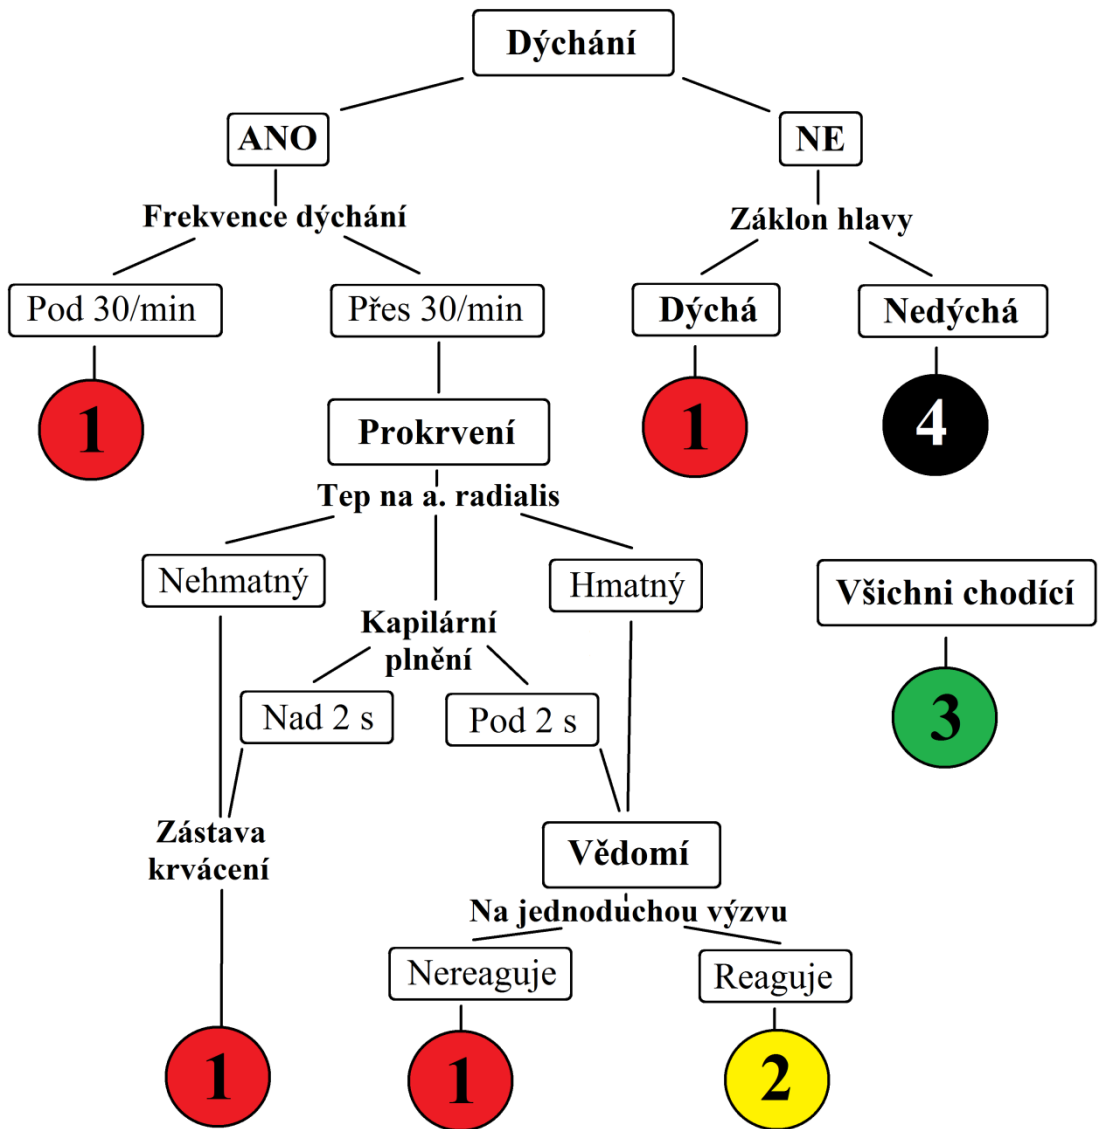 Dýchání
ANO
NE
Frekvence dýchání
Záklon hlavy
Pod 30/min
Přes 30/min
Dýchá
Nedýchá
1
1
4
Prokrvení
Tep na a. radialis
Nehmatný
Hmatný
Všichni chodící
Kapilární
plnění
3
Nad 2 s
Pod 2 s
Zástava
krvácení
Vědomí
Na jednoduchou výzvu
Nereaguje
Reaguje
1
1
2